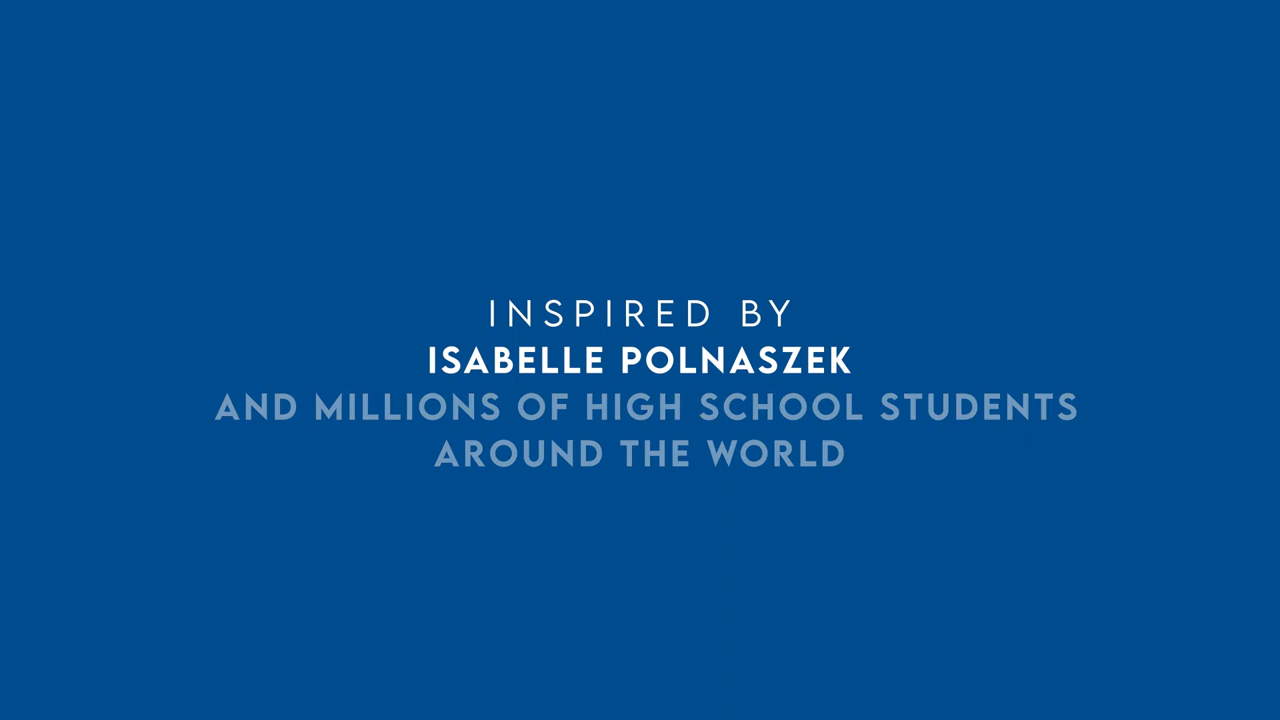 INSPIRED BY
ISABELLE POLNASZEK
AND MILLIONS OF HIGH SCHOOL STUDENTS
AROUND THE WORLD